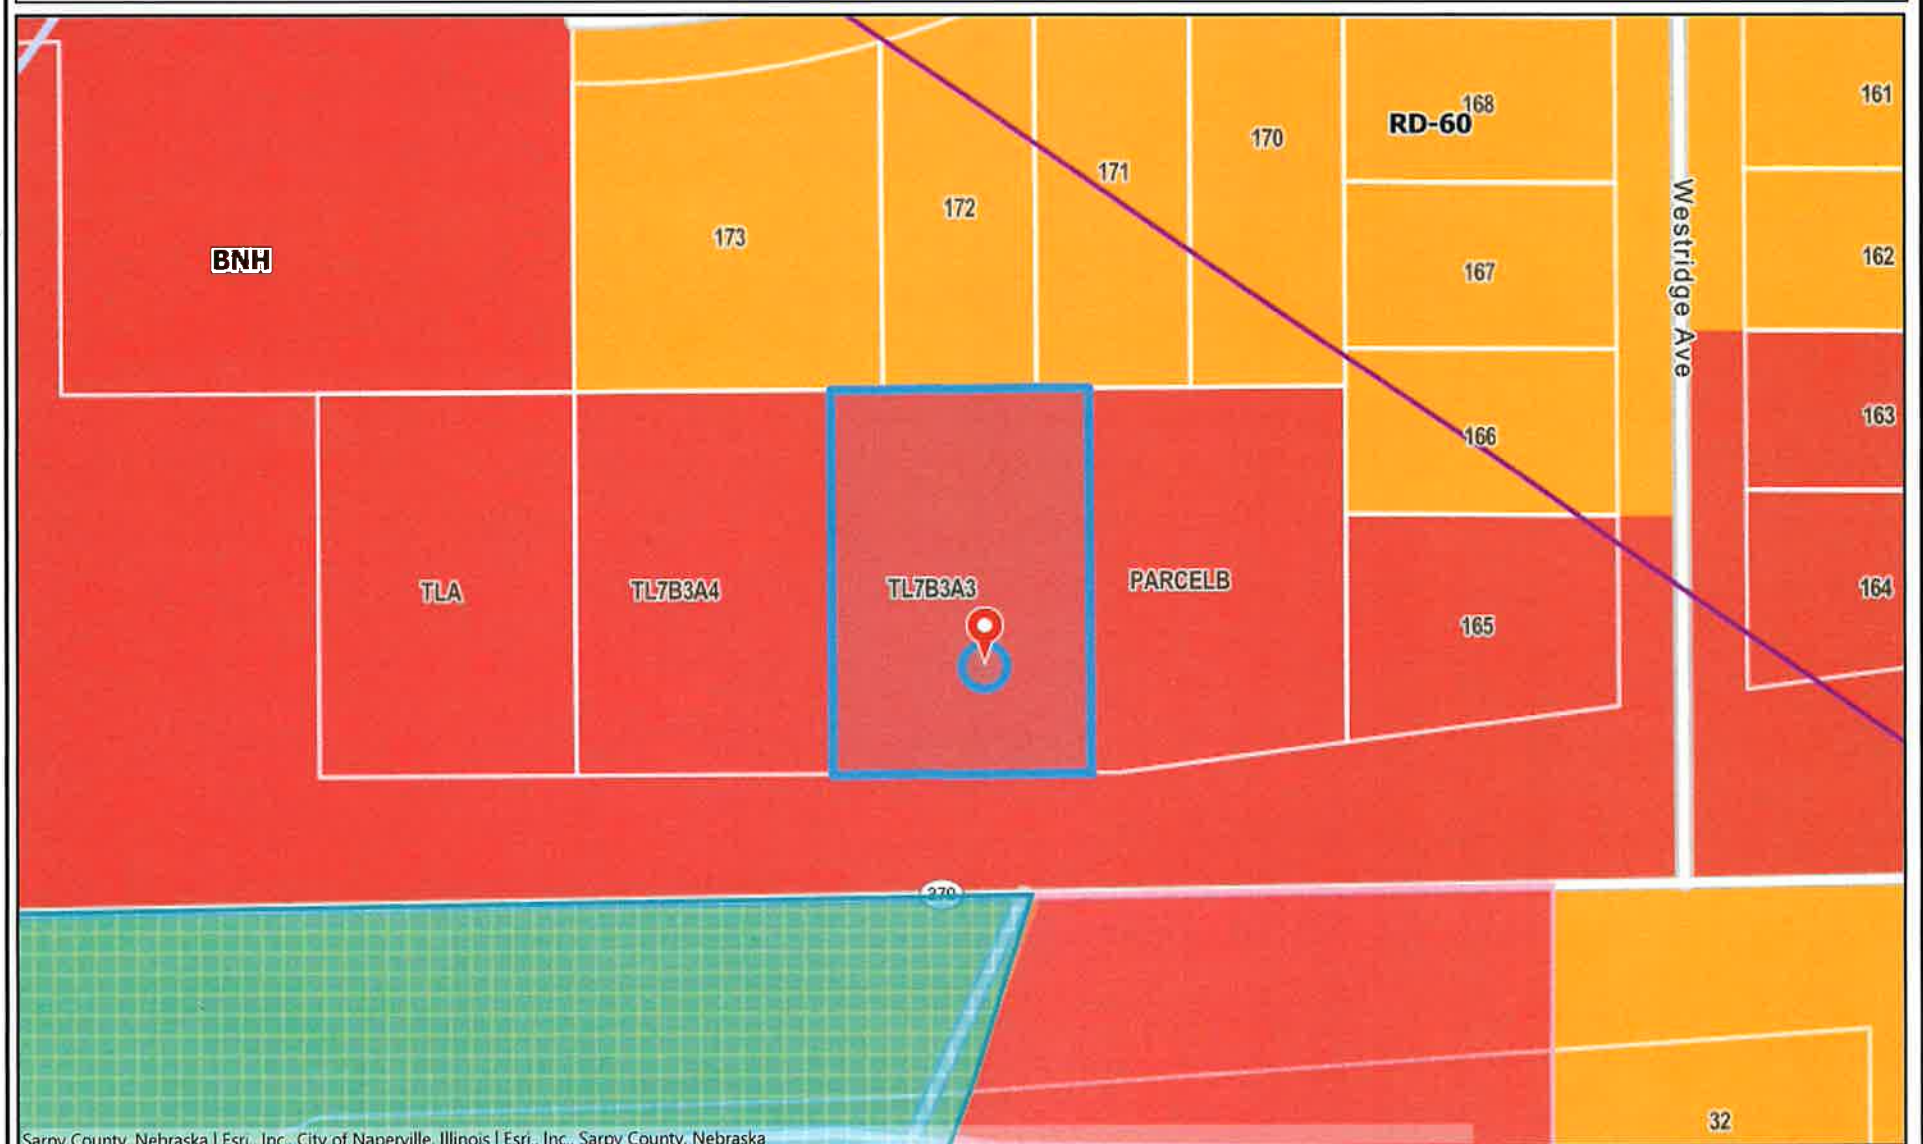 161
168
RD-60
170
171
172
173
BNH
162
167
Westridge Ave
163
166
PARCELB
TL7B3A3
TL7B3A4
TLA
164
165
370
32
Sarpy County, Nebraska | Esri., Inc., City of Naperville, Illinois | Esri., Inc., Sarpy County, Nebraska